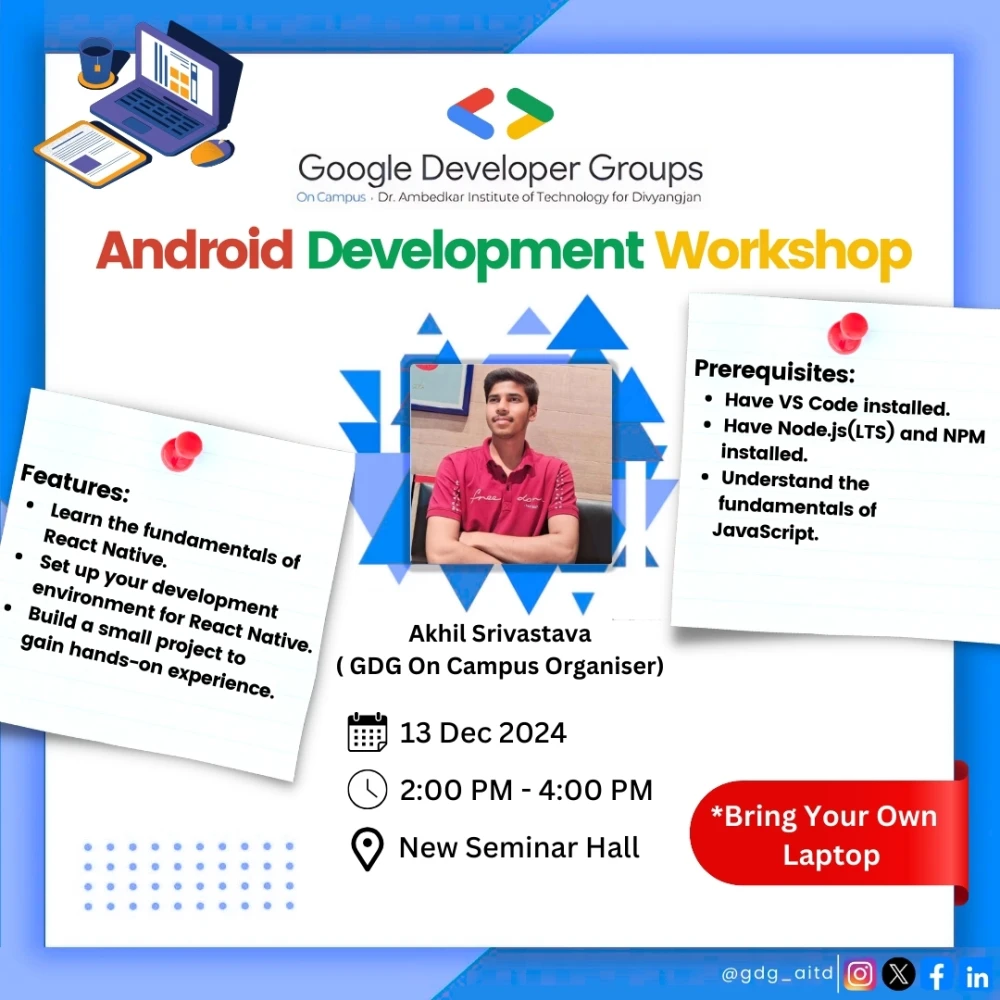 Google Developer Groups
On Campus · Dr. Ambedkar Institute of Technology for Divyangjan
Android Development Workshop
Features:
• Learn the fundamentals of
React Native.
• Set up your development
environment for React Native.
• Build a small project to
gain hands-on experience.
Prerequisites:
• Have VS Code installed.
• Have Node.js(LTS) and NPM
installed.
• Understand the
fundamentals of
JavaScript.
free dom
Akhil Srivastava
( GDG On Campus Organiser)
13 Dec 2024
2:00 PM - 4:00 PM
New Seminar Hall
*Bring Your Own
Laptop
@gdg_aitd